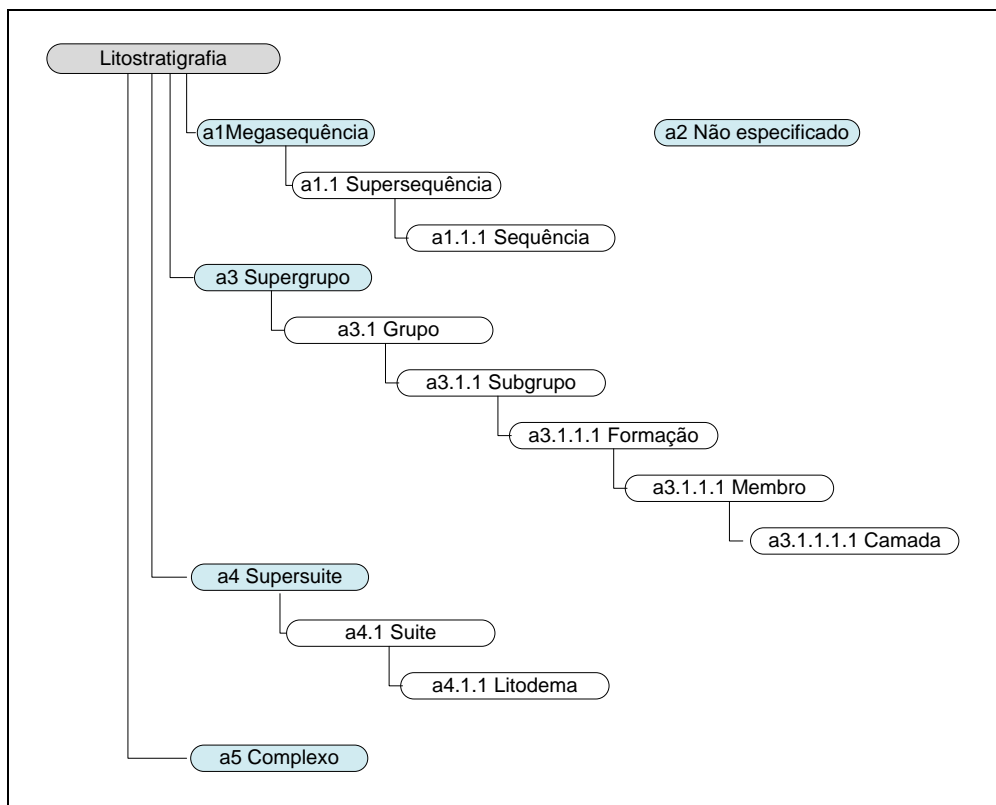 Litostratigrafia
a1Megasequência
a2 Não especificado
a1.1 Supersequência
a1.1.1 Sequência
a3 Supergrupo
a3.1 Grupo
a3.1.1 Subgrupo
a3.1.1.1 Formação
a3.1.1.1 Membro
a3.1.1.1.1 Camada
a4 Supersuite
a4.1 Suite
a4.1.1 Litodema
a5 Complexo